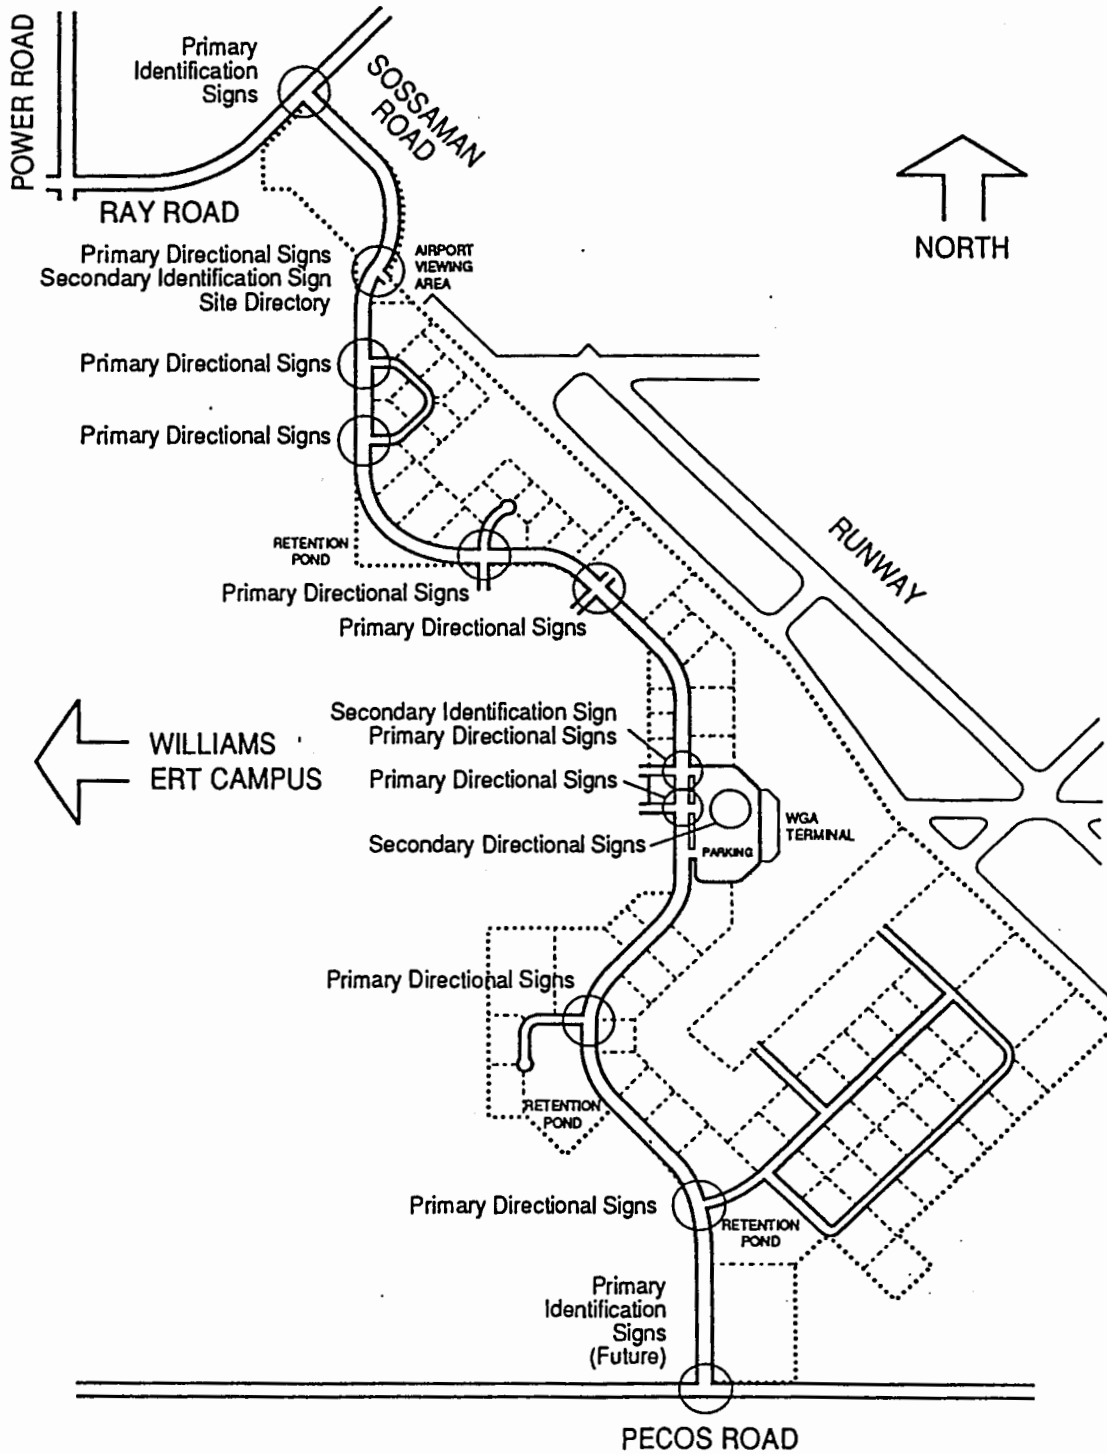 POWER ROAD
Primary
Identification
Signs
SOSSAMAN
ROAD
RAY ROAD
NORTH
Primary Directional Signs
Secondary Identification Sign
Site Directory
AIRPORT
VIEWING
AREA
Primary Directional Signs
Primary Directional Signs
RUNWAY
RETENTION
POND
Primary Directional Signs
Primary Directional Signs
WILLIAMS
ERT CAMPUS
Secondary Identification Sign
Primary Directional Signs
Primary Directional Signs
Secondary Directional Signs
PARKING
WGA
TERMINAL
Primary Directional Signs
RETENTION
POND
Primary Directional Signs
RETENTION
POND
Primary
Identification
Signs
(Future)
PECOS ROAD